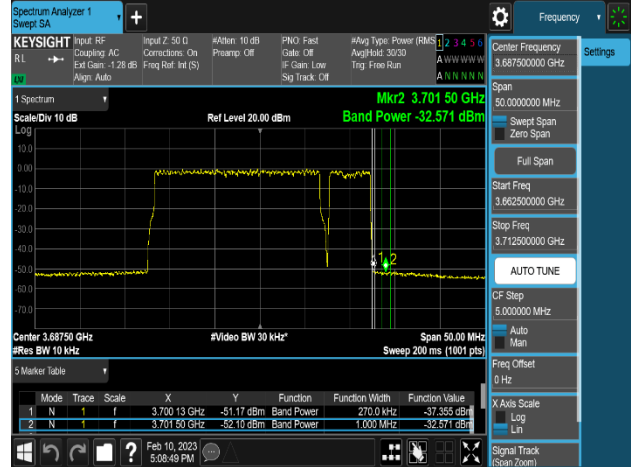 Spectrum Analyzer 1
Swept SA
+
Frequency
KEYSIGHT
RL
LXI
Input: RF
Coupling: AC
Ext Gain: -1.28 dB
Align: Auto
Input Z: 50 Ω
Corrections: On
Freq Ref: Int (S)
#Atten: 10 dB
Preamp: Off
PNO: Fast
Gate: Off
IF Gain: Low
Sig Track: Off
#Avg Type: Power (RMS
Avg|Hold: 30/30
Trig: Free Run
1 2 3 4 5 6
A W W W W W
A N N N N N
1 Spectrum
Scale/Div 10 dB
Ref Level 20.00 dBm
Mkr2 3.701 50 GHz
Band Power -32.571 dBm
Log
10.0
0.00
-10.0
-20.0
-30.0
-40.0
-50.0
-60.0
-70.0
1 2
Center 3.68750 GHz
#Res BW 10 kHz
#Video BW 30 kHz*
Span 50.00 MHz
Sweep 200 ms (1001 pts)
5 Marker Table
Mode Trace Scale X Y Function Function Width Function Value
1 N 1 f 3.700 13 GHz -51.17 dBm Band Power 270.0 kHz -37.355 dBm
2 N 1 f 3.701 50 GHz -52.10 dBm Band Power 1.000 MHz -32.571 dBm
?
Feb 10, 2023
5:08:49 PM
Center Frequency
3.687500000 GHz
Settings
Span
50.0000000 MHz
Swept Span
Zero Span
Full Span
Start Freq
3.662500000 GHz
Stop Freq
3.712500000 GHz
AUTO TUNE
CF Step
5.000000 MHz
Auto
Man
Freq Offset
0 Hz
X Axis Scale
Log
Lin
Signal Track
(Span Zoom)